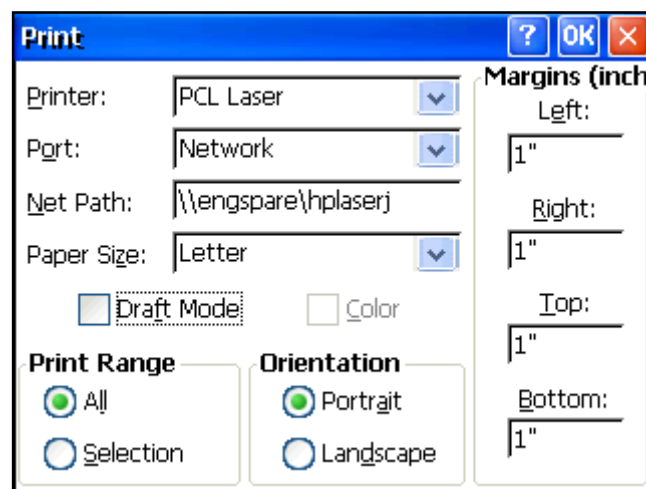 Print ? OK ×
Printer: PCL Laser
Port: Network
Net Path: \\engspare\hplaserj
Paper Size: Letter
Draft Mode Color
Print Range
All
Selection
Orientation
Portrait
Landscape
Margins (inch
Left:
1"
Right:
1"
Top:
1"
Bottom:
1"